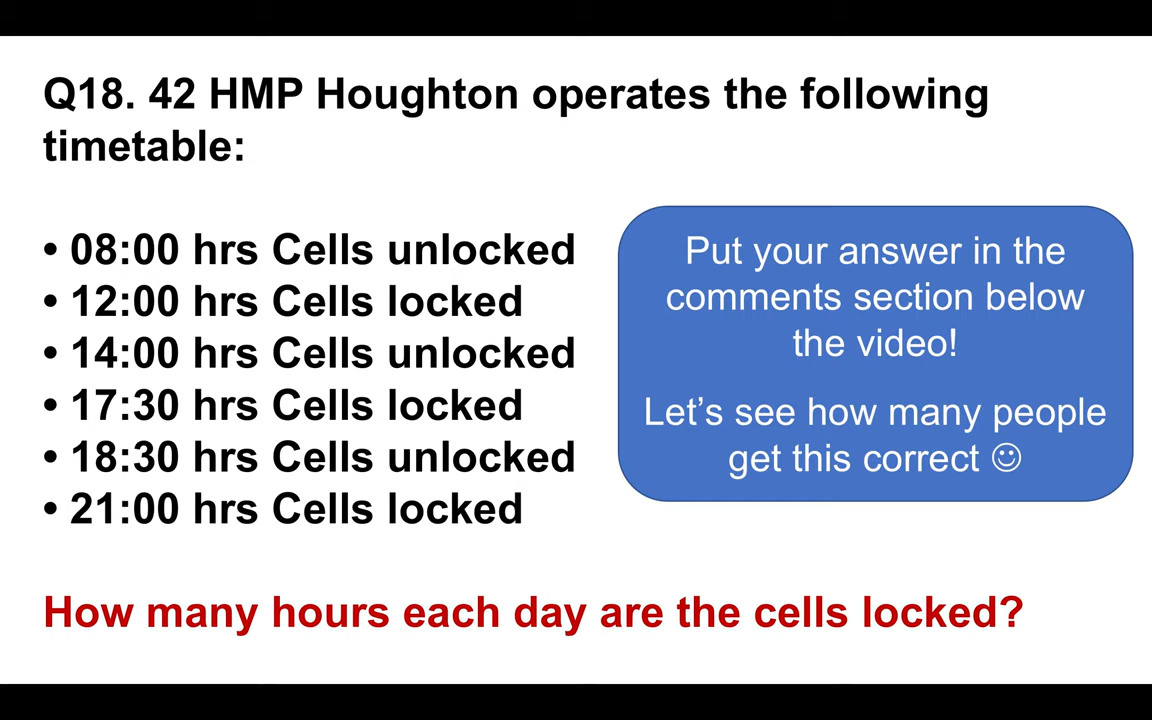 Q18. 42 HMP Houghton operates the following
timetable:
• 08:00 hrs Cells unlocked
• 12:00 hrs Cells locked
• 14:00 hrs Cells unlocked
• 17:30 hrs Cells locked
• 18:30 hrs Cells unlocked
• 21:00 hrs Cells locked
Put your answer in the
comments section below
the video!
Let’s see how many people
get this correct ☺
How many hours each day are the cells locked?